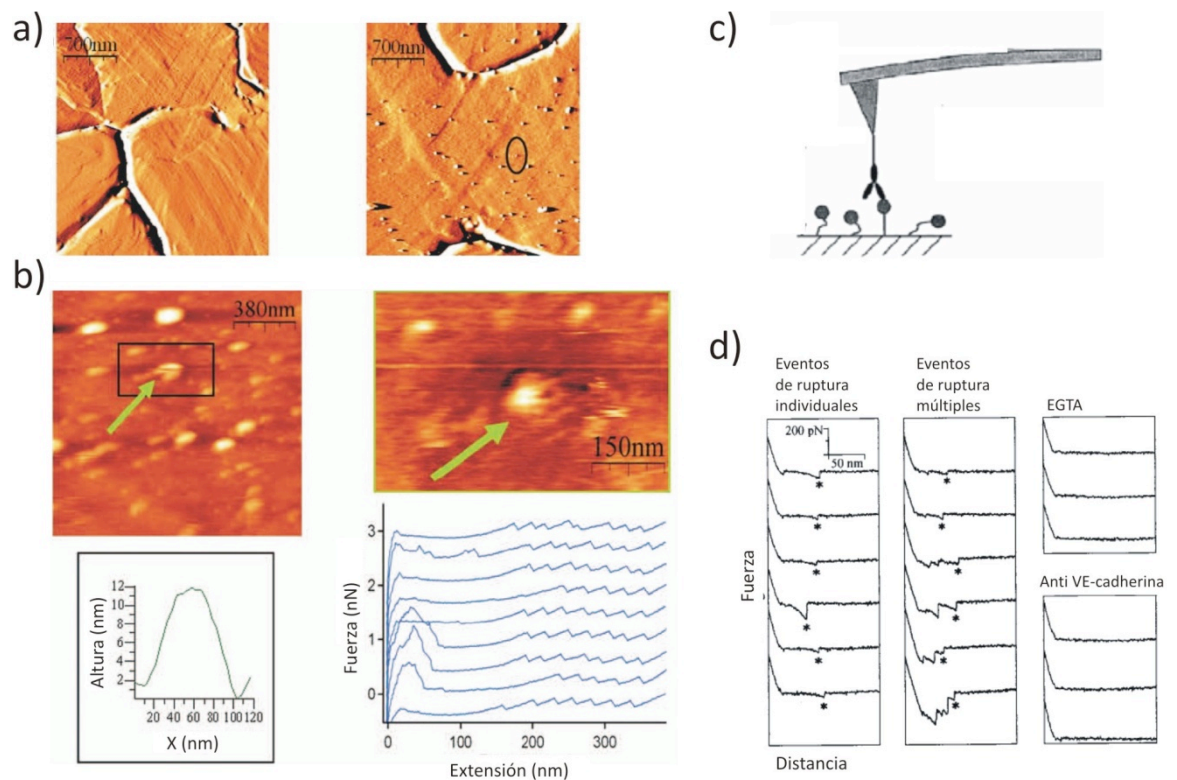 a)
700nm
700nm
c)
b)
380nm
150nm
Altura (nm)
12
10
8
6
4
2
20 40 60 80 100 120
X (nm)
Fuerza (nN)
3
2
1
0
0 100 200 300
Extensión (nm)
d)
Eventos
de ruptura
individuales
Eventos
de ruptura
múltiples
EGTA
200 pN
50 nm
*
*
*
*
*
*
*
*
*
*
*
*
Anti VE-cadherina
Fuerza
Distancia